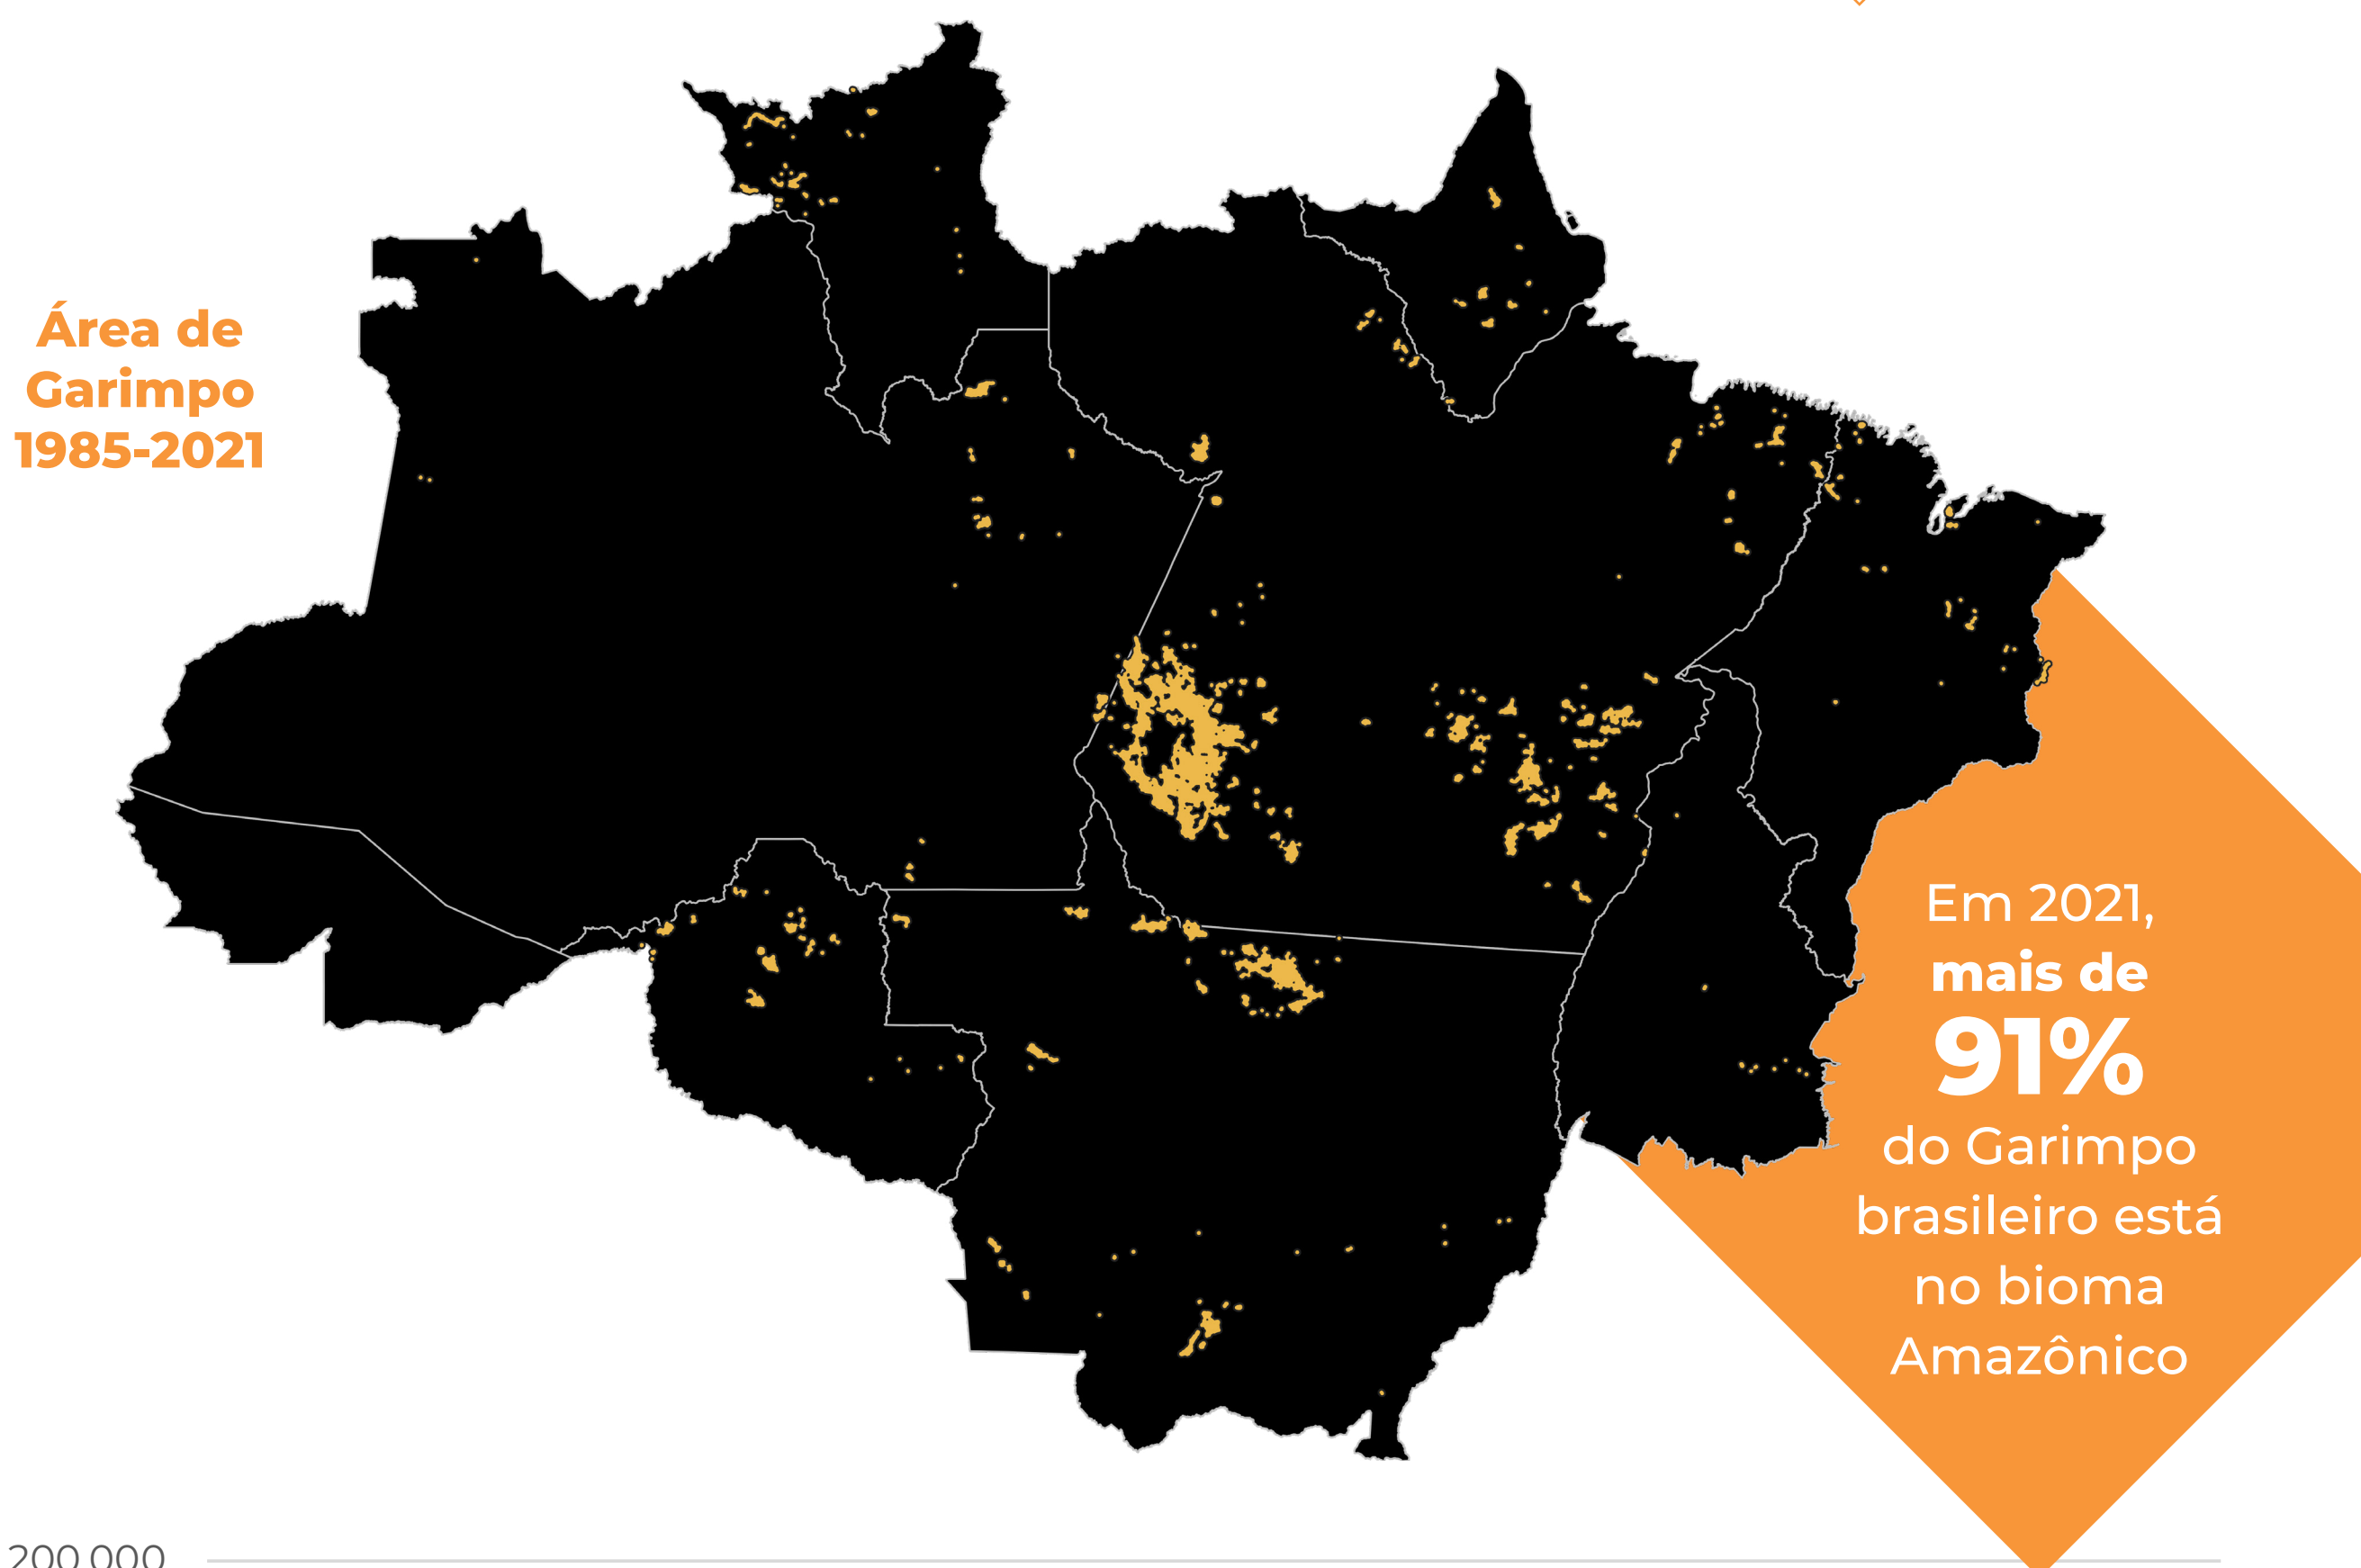 Área de
Garimpo
1985-2021
Em 2021,
mais de
91%
do Garimpo
brasileiro está
no bioma
Amazônico
200.000